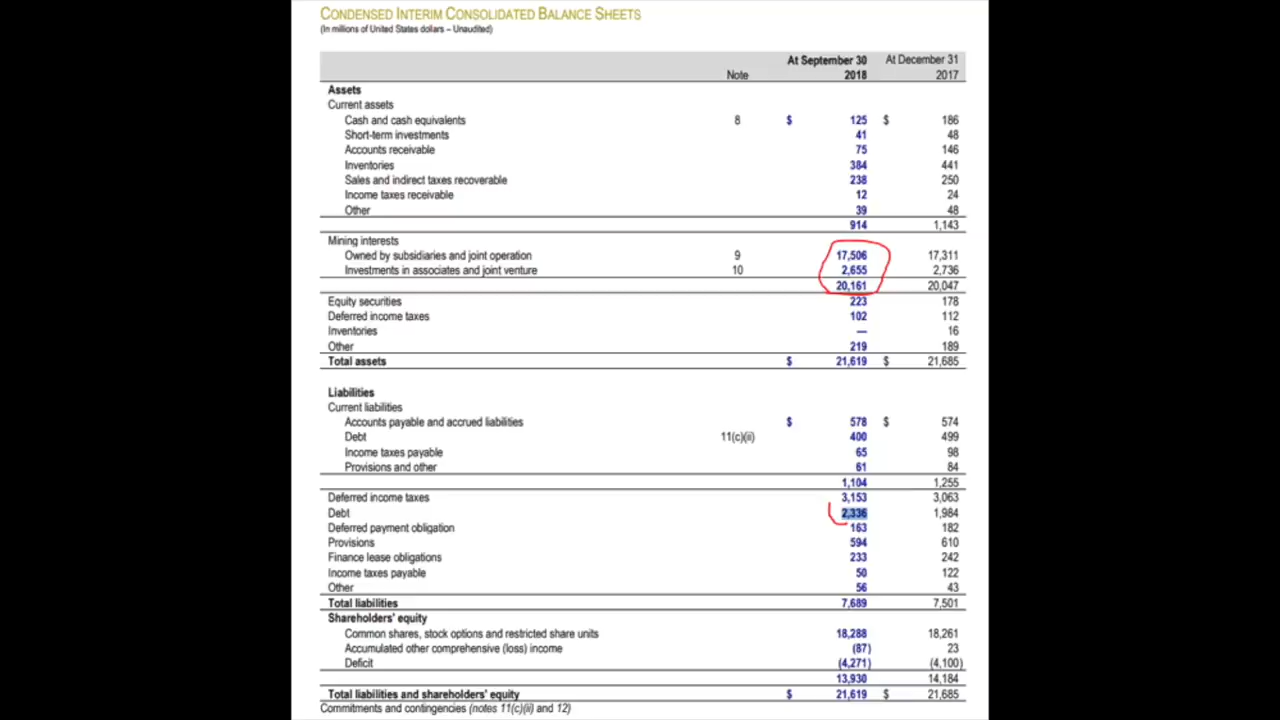 CONDENSED INTERIM CONSOLIDATED BALANCE SHEETS
(In millions of United States dollars – Unaudited)
At September 30 At December 31
Note 2018 2017
Assets
Current assets
Cash and cash equivalents 8 $ 125 $ 186
Short-term investments 41 48
Accounts receivable 75 146
Inventories 384 441
Sales and indirect taxes recoverable 238 250
Income taxes receivable 12 24
Other 39 48
914 1,143
Mining interests
Owned by subsidiaries and joint operation 9 17,506 17,311
Investments in associates and joint venture 10 2,655 2,736
20,161 20,047
Equity securities 223 178
Deferred income taxes 102 112
Inventories — 16
Other 219 189
Total assets $ 21,619 $ 21,685
Liabilities
Current liabilities
Accounts payable and accrued liabilities $ 578 $ 574
Debt 11(c)(ii) 400 499
Income taxes payable 65 98
Provisions and other 61 84
1,104 1,255
Deferred income taxes 3,153 3,063
Debt 2,336 1,984
Deferred payment obligation 163 182
Provisions 594 610
Finance lease obligations 233 242
Income taxes payable 50 122
Other 56 43
Total liabilities 7,689 7,501
Shareholders' equity
Common shares, stock options and restricted share units 18,288 18,261
Accumulated other comprehensive (loss) income (87) 23
Deficit (4,271) (4,100)
13,930 14,184
Total liabilities and shareholders' equity $ 21,619 $ 21,685
Commitments and contingencies (notes 11(c)(ii) and 12)